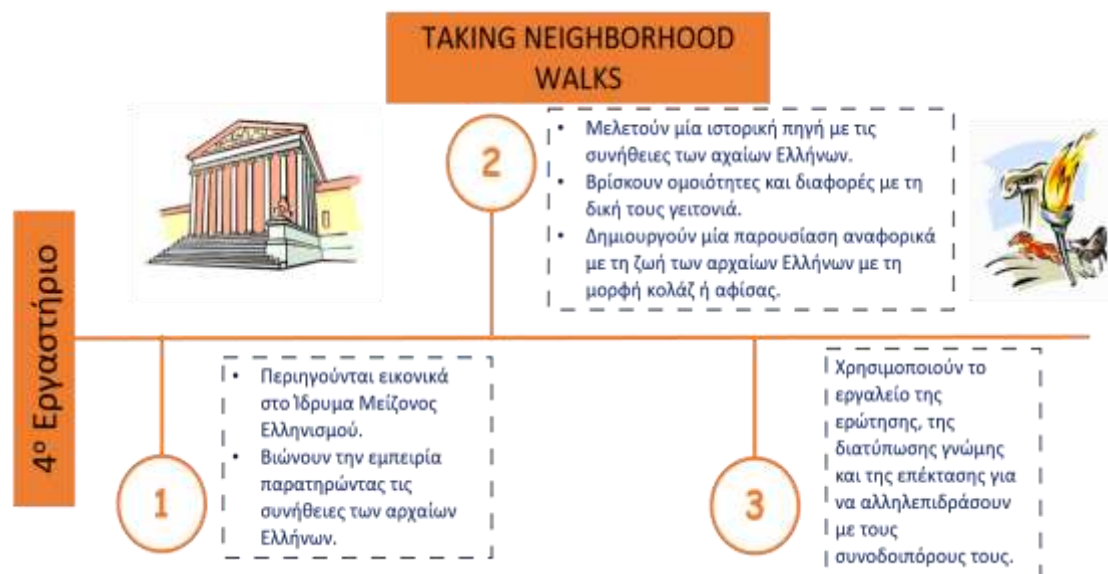 TAKING NEIGHBORHOOD
WALKS
4ο Εργαστήριο
1
• Περιηγούνται εικονικά
στο Ίδρυμα Μείζονος
Ελληνισμού.
• Βιώνουν την εμπειρία
παρατηρώντας τις
συνήθειες των αρχαίων
Ελλήνων.
2
• Μελετούν μία ιστορική πηγή με τις
συνήθειες των αχαίων Ελλήνων.
• Βρίσκουν ομοιότητες και διαφορές με τη
δική τους γειτονιά.
• Δημιουργούν μία παρουσίαση αναφορικά
με τη ζωή των αρχαίων Ελλήνων με τη
μορφή κολάζ ή αφίσας.
3
Χρησιμοποιούν το
εργαλείο της
ερώτησης, της
διατύπωσης γνώμης
και της επέκτασης για
να αλληλεπιδράσουν
με τους
συνοδοιπόρους τους.